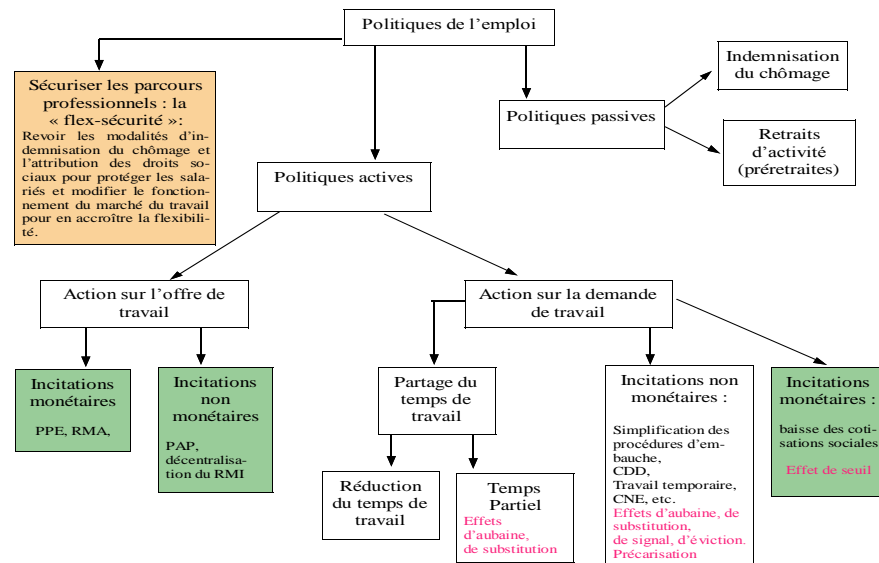 Politiques de l’emploi
Sécuriser les parcours
professionnels : la
« flex-sécurité »:
Revoir les modalités d’in-
demnisation du chômage et
l’attribution des droits so-
ciaux pour protéger les sala-
riés et modifier le fonction-
nement du marché du travail
pour en accroître la flexibili-
té.
Politiques passives
Indemnisation
du chômage
Retraits
d’activité
(préretraites)
Politiques actives
Action sur l’offre de
travail
Action sur la demande
de travail
Incitations
monétaires
PPE, RMA,
Incitations
non
monétaires
PAP,
décentralisa-
tion du RMI
Partage du
temps de
travail
Réduction
du temps de
travail
Temps
Partiel
Effets
d’aubaine,
de substitution
Incitations non
monétaires :
Simplification des
procédures d’em-
bauche,
CDD,
Travail temporaire,
CNE, etc.
Effets d’aubaine, de
substitution,
de signal, d’éviction.
Précarisation
Incitations
monétaires :
baisse des coti-
sations sociales
Effet de seuil